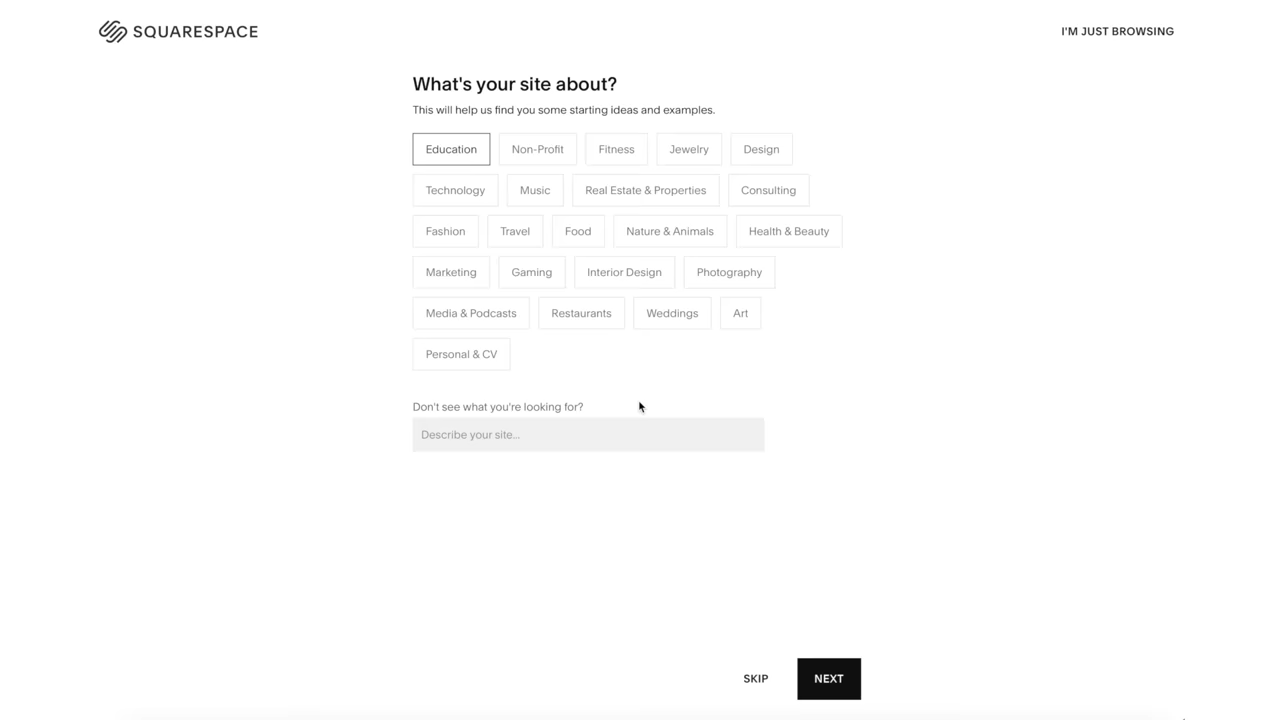 SQUARESPACE
I'M JUST BROWSING
What's your site about?
This will help us find you some starting ideas and examples.
Education Non-Profit Fitness Jewelry Design
Technology Music Real Estate & Properties Consulting
Fashion Travel Food Nature & Animals Health & Beauty
Marketing Gaming Interior Design Photography
Media & Podcasts Restaurants Weddings Art
Personal & CV
Don't see what you're looking for?
Describe your site...
SKIP NEXT